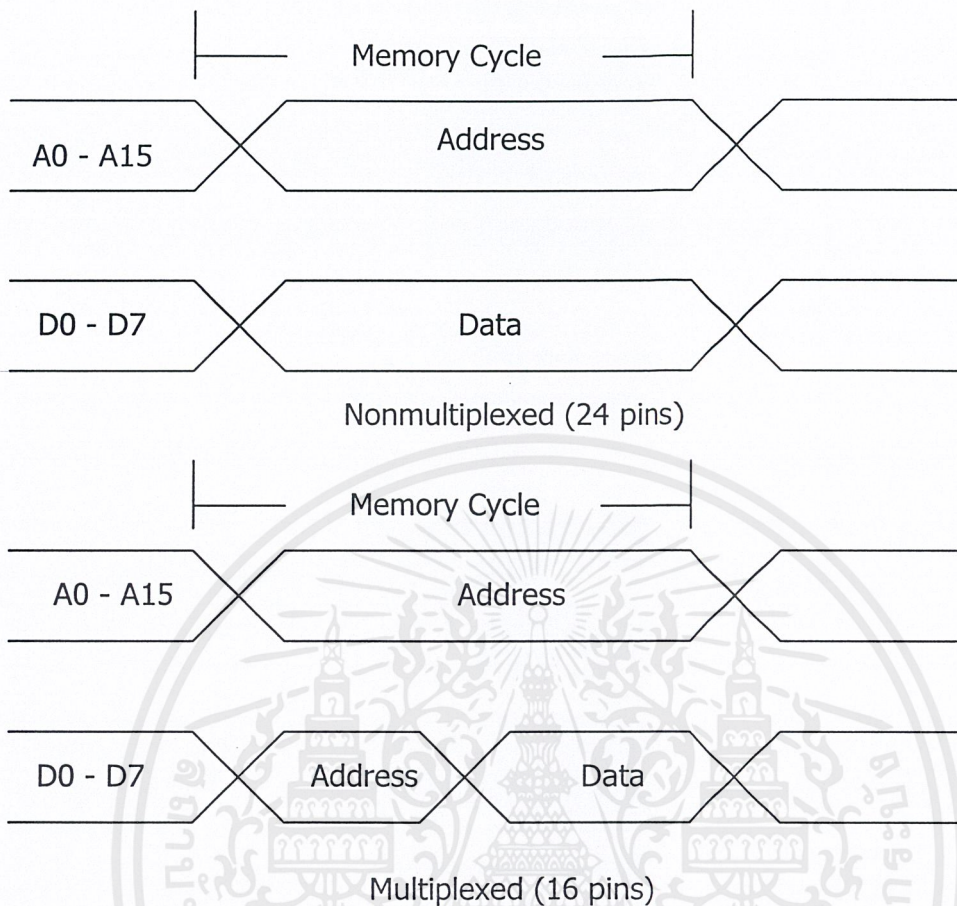 Memory Cycle
A0 - A15
Address
D0 - D7
Data
Nonmultiplexed (24 pins)
Memory Cycle
A0 - A15
Address
D0 - D7
Address
Data
Multiplexed (16 pins)